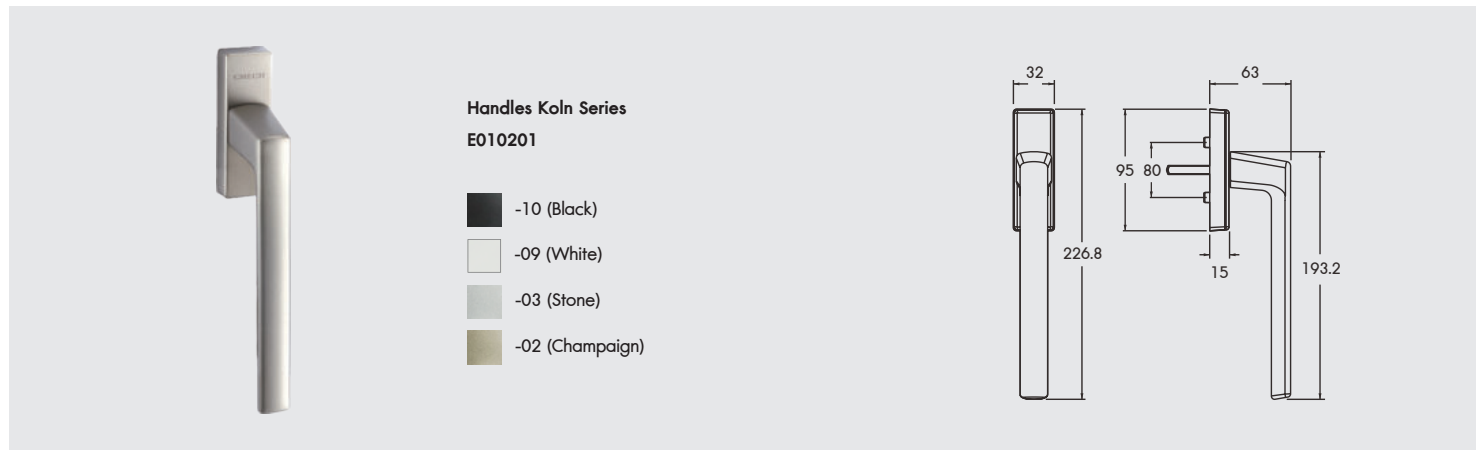 Handles Koln Series
E010201
-10 (Black)
-09 (White)
-03 (Stone)
-02 (Champaign)
32
63
95
80
226.8
15
193.2